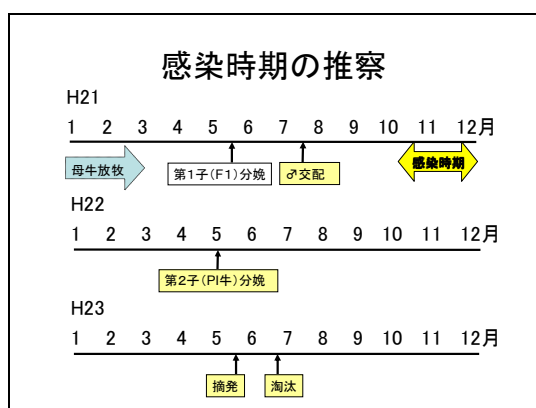 感染時期の推察
H21
1 2 3 4 5 6 7 8 9 10 11 12月
母牛放牧
第1子(F1)分娩
♂交配
感染時期
H22
1 2 3 4 5 6 7 8 9 10 11 12月
第2子(PI牛)分娩
H23
1 2 3 4 5 6 7 8 9 10 11 12月
摘発
淘汰